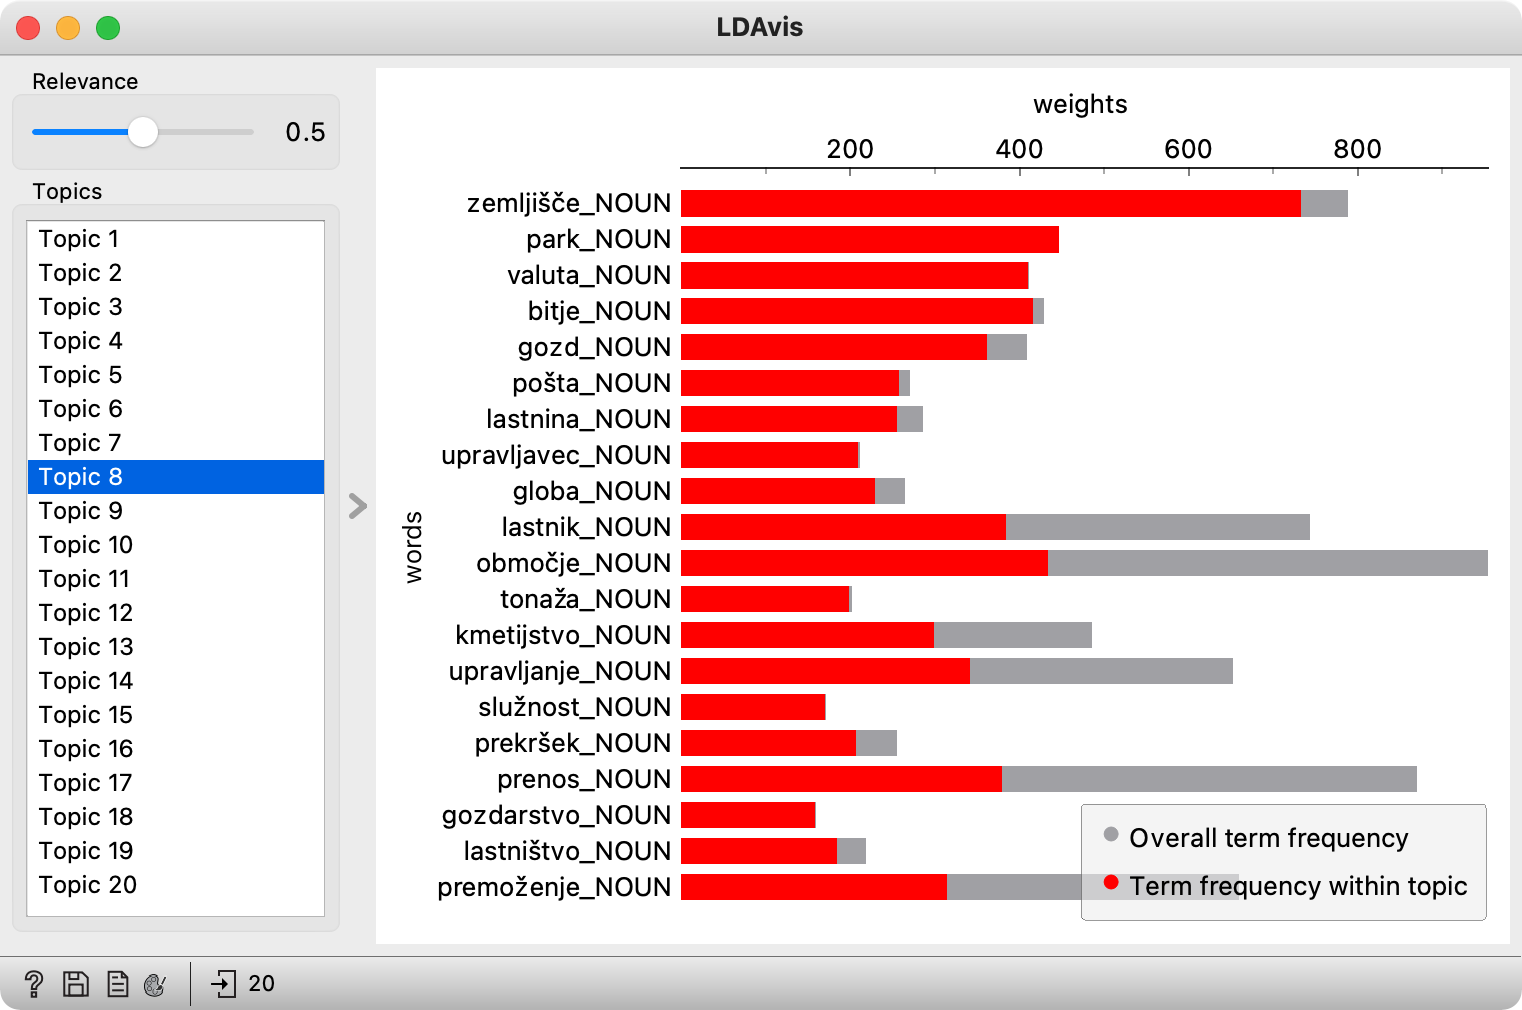 LDAvis
Relevance
0.5
Topics
Topic 1
Topic 2
Topic 3
Topic 4
Topic 5
Topic 6
Topic 7
Topic 8
Topic 9
Topic 10
Topic 11
Topic 12
Topic 13
Topic 14
Topic 15
Topic 16
Topic 17
Topic 18
Topic 19
Topic 20
weights
200 400 600 800
words
zemljišče_NOUN
park_NOUN
valuta_NOUN
bitje_NOUN
gozd_NOUN
pošta_NOUN
lastnina_NOUN
upravljavec_NOUN
globa_NOUN
lastnik_NOUN
območje_NOUN
tonaža_NOUN
kmetijstvo_NOUN
upravljanje_NOUN
služnost_NOUN
prekršek_NOUN
prenos_NOUN
gozdarstvo_NOUN
lastništvo_NOUN
premoženje_NOUN
Overall term frequency
Term frequency within topic
? 20